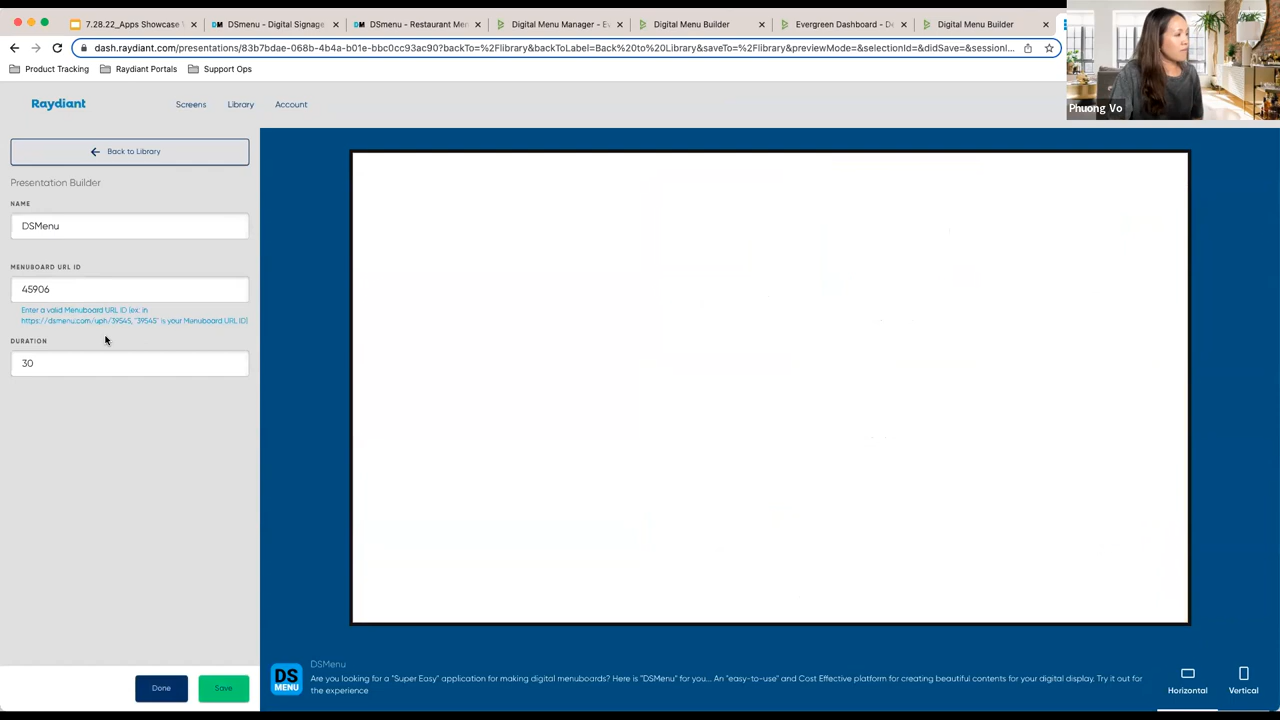 7.28.22_Apps Showcase
DSmenu - Digital Signage
DSmenu - Restaurant Men
Digital Menu Manager - E
Digital Menu Builder
Evergreen Dashboard - De
Digital Menu Builder
dash.raydiant.com/presentations/83b7bdae-068b-4b4a-b01e-bbc0cc93ac90?backTo=%2Flibrary&backToLabel=Back%20to%20Library&saveTo=%2Flibrary&previewMode=&selectionId=&didSave=&sessionI...
Product Tracking
Raydiant Portals
Support Ops
Phuong Vo
Raydiant
Screens
Library
Account
Back to Library
Presentation Builder
NAME
DSMenu
MENUBOARD URL ID
45906
Enter a valid Menuboard URL ID (ex: in
https://dsmenu.com/uph/39545, "39545" is your Menuboard URL ID)
DURATION
30
Done
Save
DS
MENU
DSMenu
Are you looking for a "Super Easy" application for making digital menuboards? Here is "DSMenu" for you... An "easy-to-use" and Cost Effective platform for creating beautiful contents for your digital display. Try it out for
the experience
Horizontal
Vertical